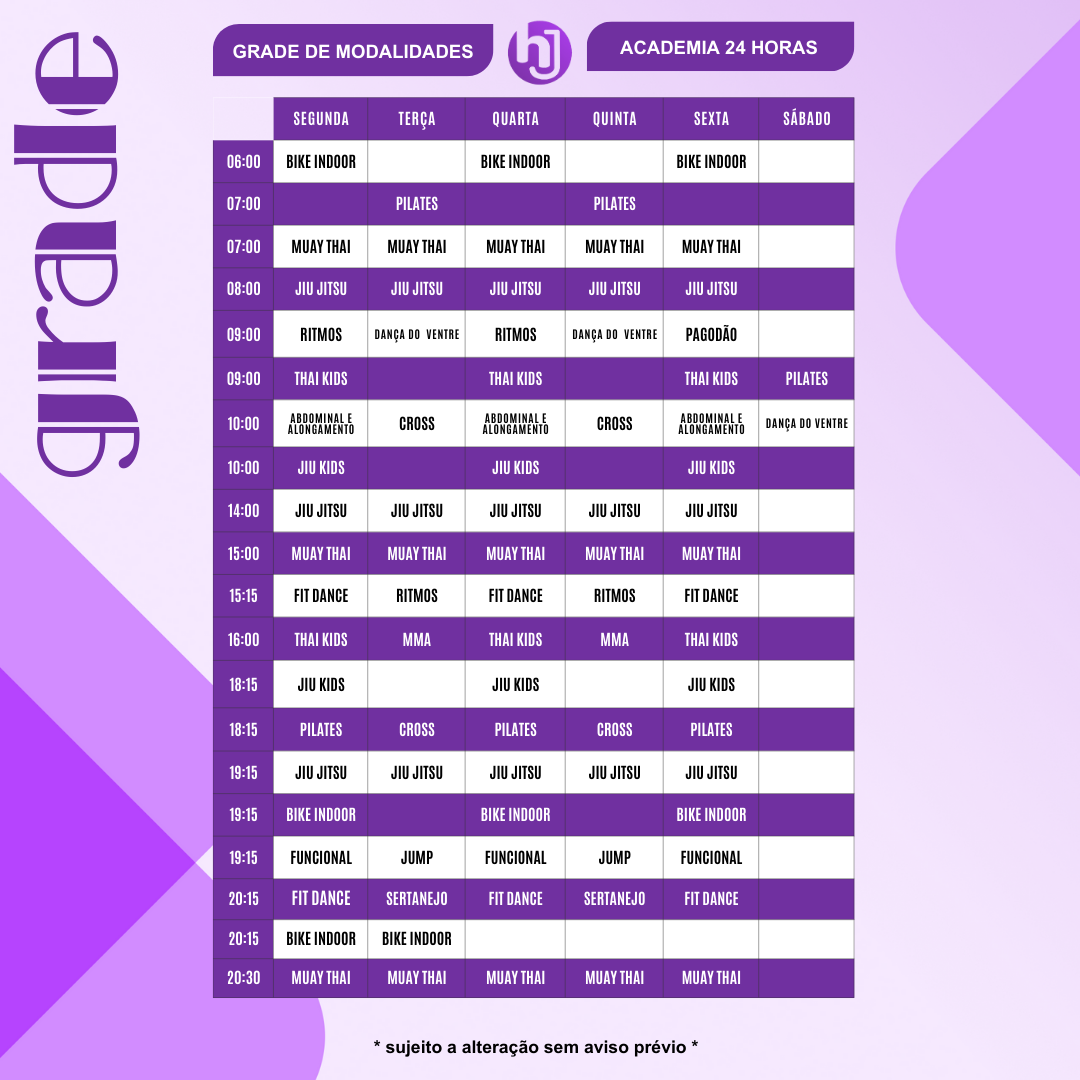 grade
GRADE DE MODALIDADES
hj
ACADEMIA 24 HORAS
SEGUNDA TERÇA QUARTA QUINTA SEXTA SÁBADO
06:00 BIKE INDOOR BIKE INDOOR BIKE INDOOR
07:00 PILATES PILATES
07:00 MUAY THAI MUAY THAI MUAY THAI MUAY THAI MUAY THAI
08:00 JIU JITSU JIU JITSU JIU JITSU JIU JITSU JIU JITSU
09:00 RITMOS DANÇA DO VENTRE RITMOS DANÇA DO VENTRE PAGODÃO
09:00 THAI KIDS THAI KIDS THAI KIDS PILATES
10:00 ABDOMINAL E ALONGAMENTO CROSS ABDOMINAL E ALONGAMENTO CROSS ABDOMINAL E ALONGAMENTO DANÇA DO VENTRE
10:00 JIU KIDS JIU KIDS JIU KIDS
14:00 JIU JITSU JIU JITSU JIU JITSU JIU JITSU JIU JITSU
15:00 MUAY THAI MUAY THAI MUAY THAI MUAY THAI MUAY THAI
15:15 FIT DANCE RITMOS FIT DANCE RITMOS FIT DANCE
16:00 THAI KIDS MMA THAI KIDS MMA THAI KIDS
18:15 JIU KIDS JIU KIDS JIU KIDS
18:15 PILATES CROSS PILATES CROSS PILATES
19:15 JIU JITSU JIU JITSU JIU JITSU JIU JITSU JIU JITSU
19:15 BIKE INDOOR BIKE INDOOR BIKE INDOOR
19:15 FUNCIONAL JUMP FUNCIONAL JUMP FUNCIONAL
20:15 FIT DANCE SERTANEJO FIT DANCE SERTANEJO FIT DANCE
20:15 BIKE INDOOR BIKE INDOOR
20:30 MUAY THAI MUAY THAI MUAY THAI MUAY THAI MUAY THAI
* sujeito a alteração sem aviso prévio *